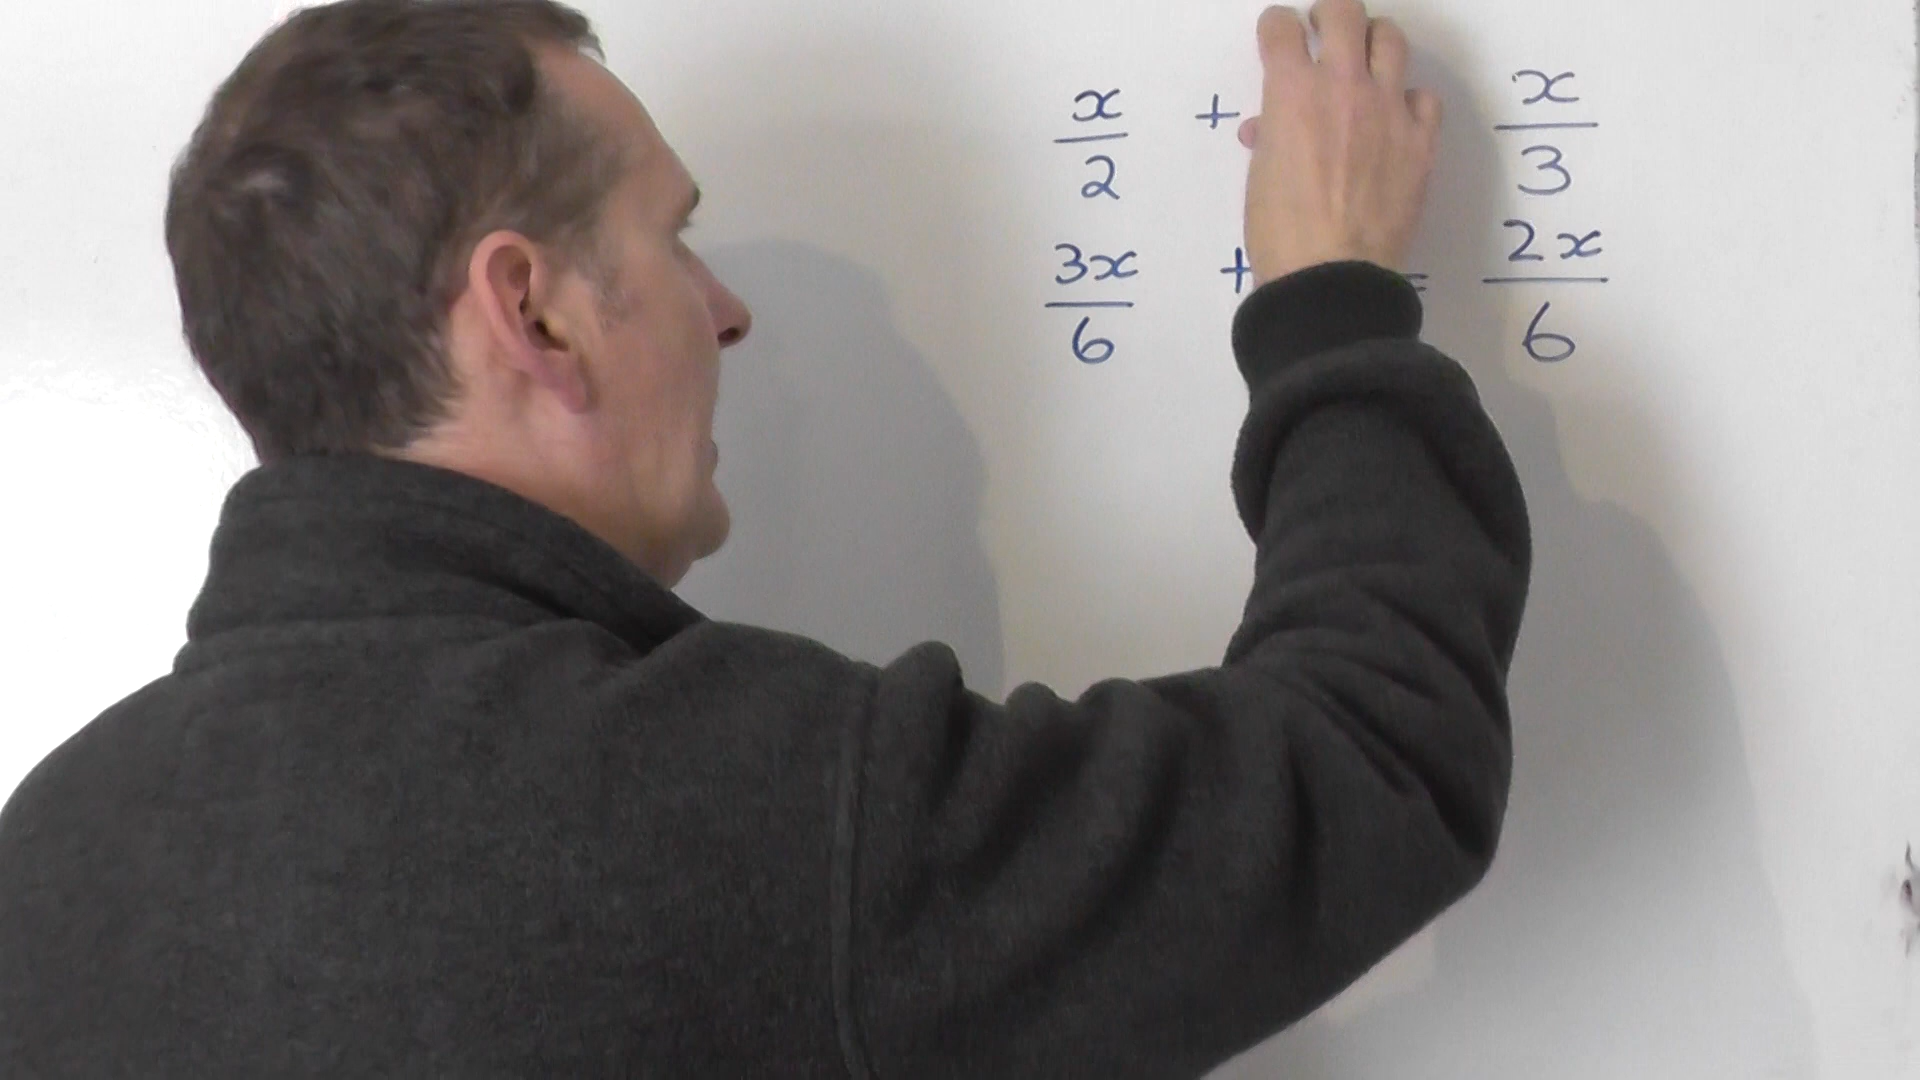 x/2 + x/3
3x/6 + = 2x/6